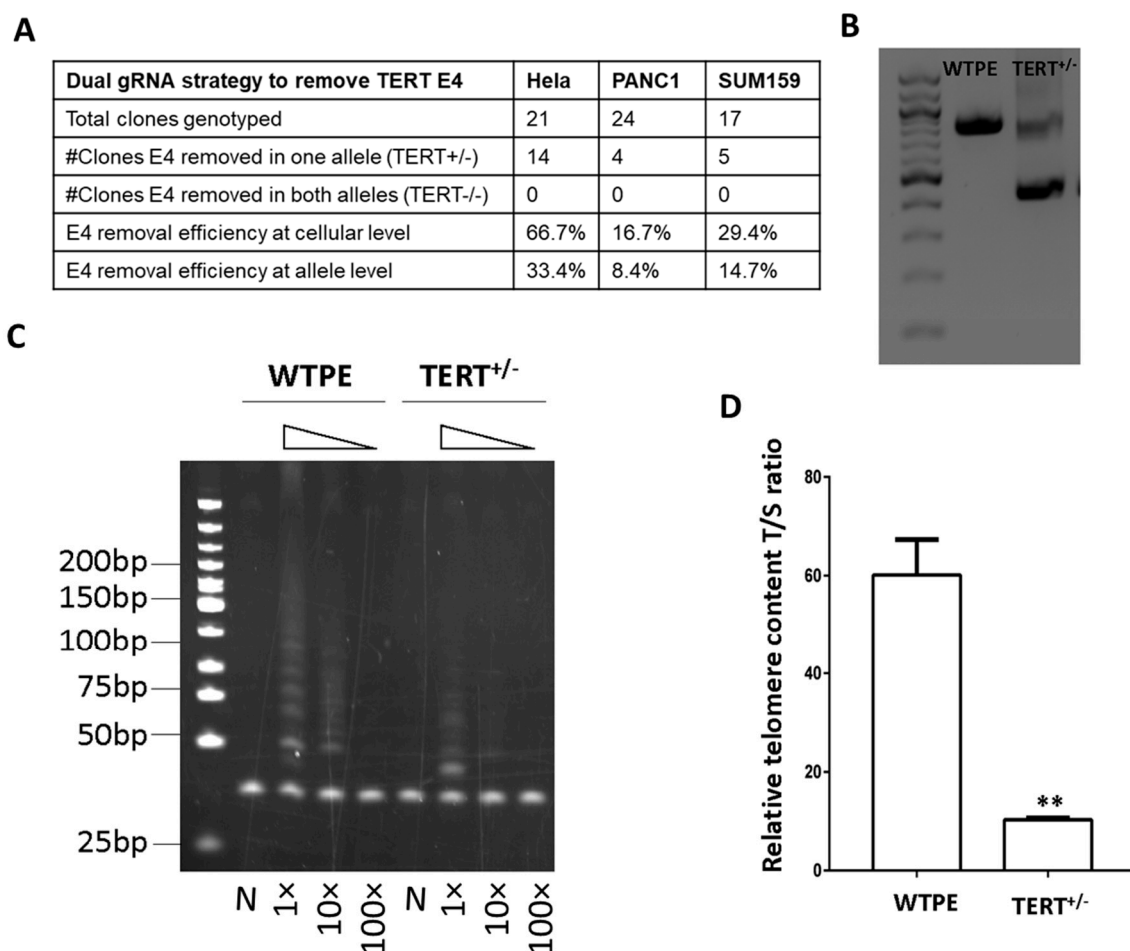 A
Dual gRNA strategy to remove TERT E4 Hela PANC1 SUM159
Total clones genotyped 21 24 17
#Clones E4 removed in one allele (TERT+/-) 14 4 5
#Clones E4 removed in both alleles (TERT-/-) 0 0 0
E4 removal efficiency at cellular level 66.7% 16.7% 29.4%
E4 removal efficiency at allele level 33.4% 8.4% 14.7%
B
WTPE TERT+/-
C
WTPE TERT+/-
200bp
150bp
100bp
75bp
50bp
25bp
N 1× 10× 100× N 1× 10× 100×
D
Relative telomere content T/S ratio
80
60
40
20
0
**
WTPE TERT+/-